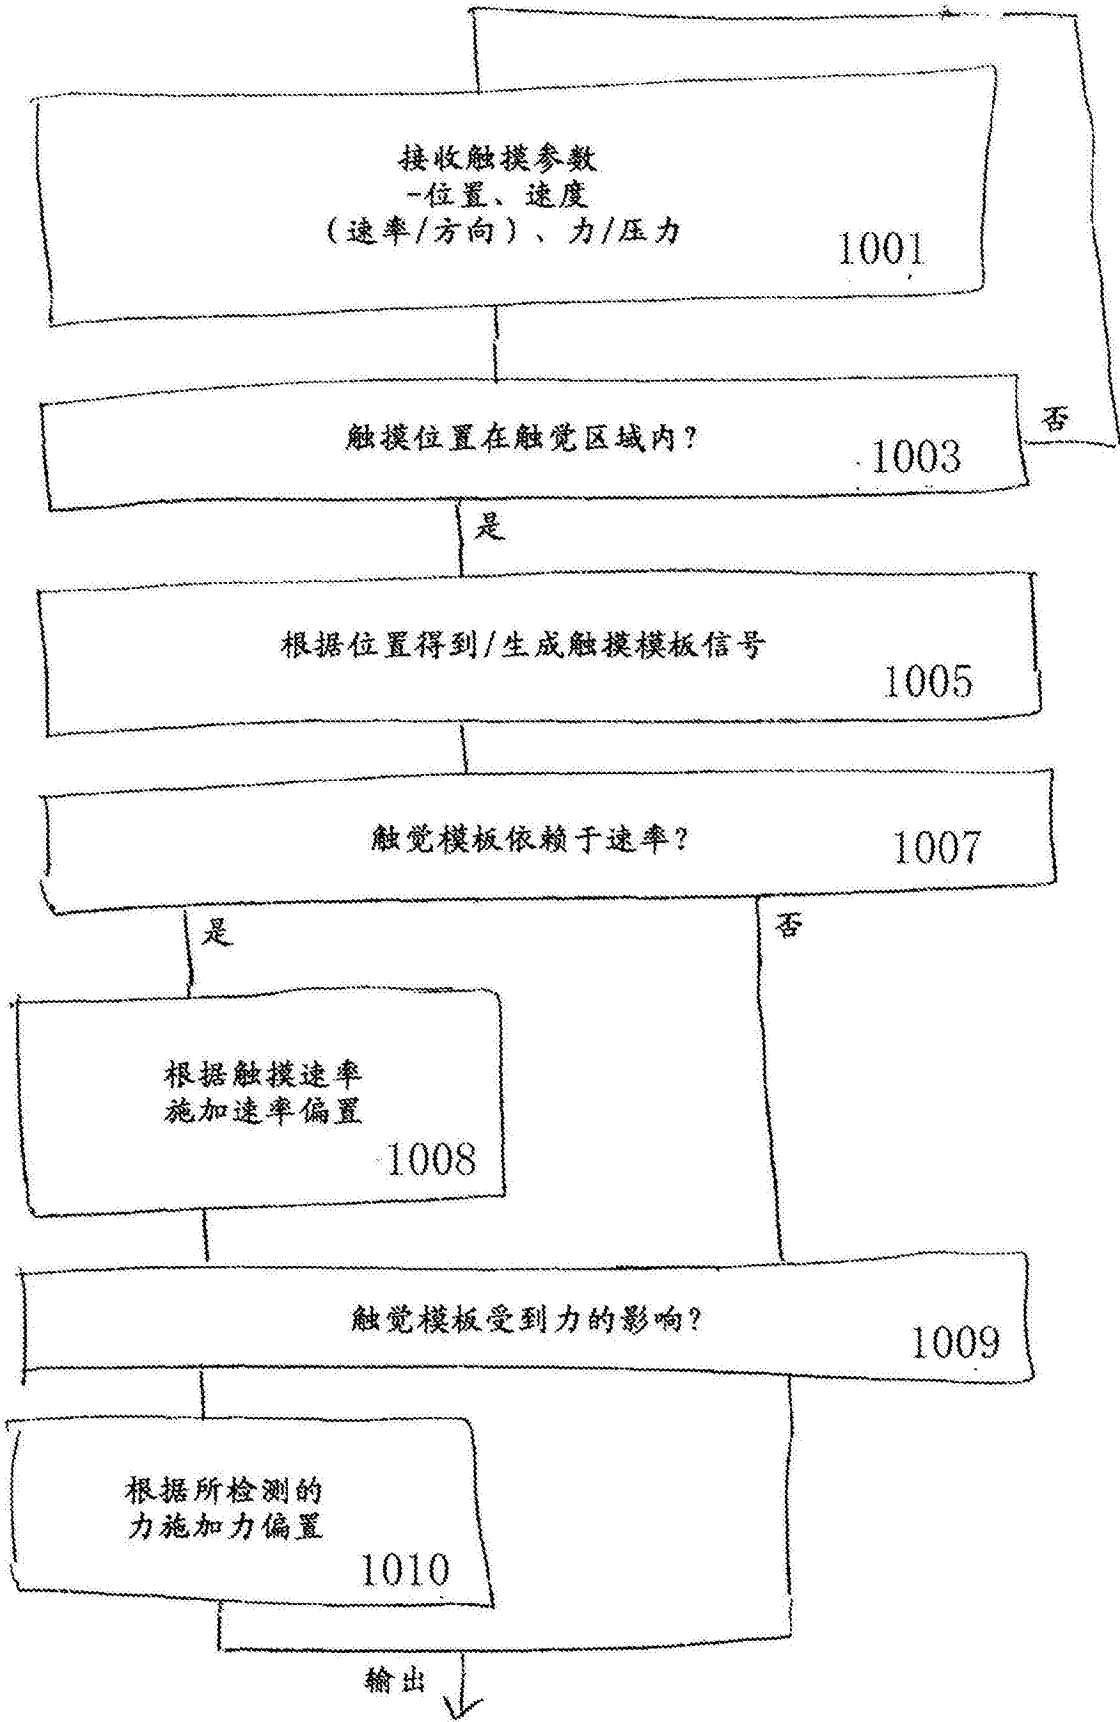 接收触摸参数
-位置、速度
(速率/方向)、力/压力
1001
触摸位置在触觉区域内?
1003
否
是
根据位置得到/生成触摸模板信号
1005
触觉模板依赖于速率?
1007
是
否
根据触摸速率
施加速率偏置
1008
触觉模板受到力的影响?
1009
根据所检测的
力施加力偏置
1010
输出